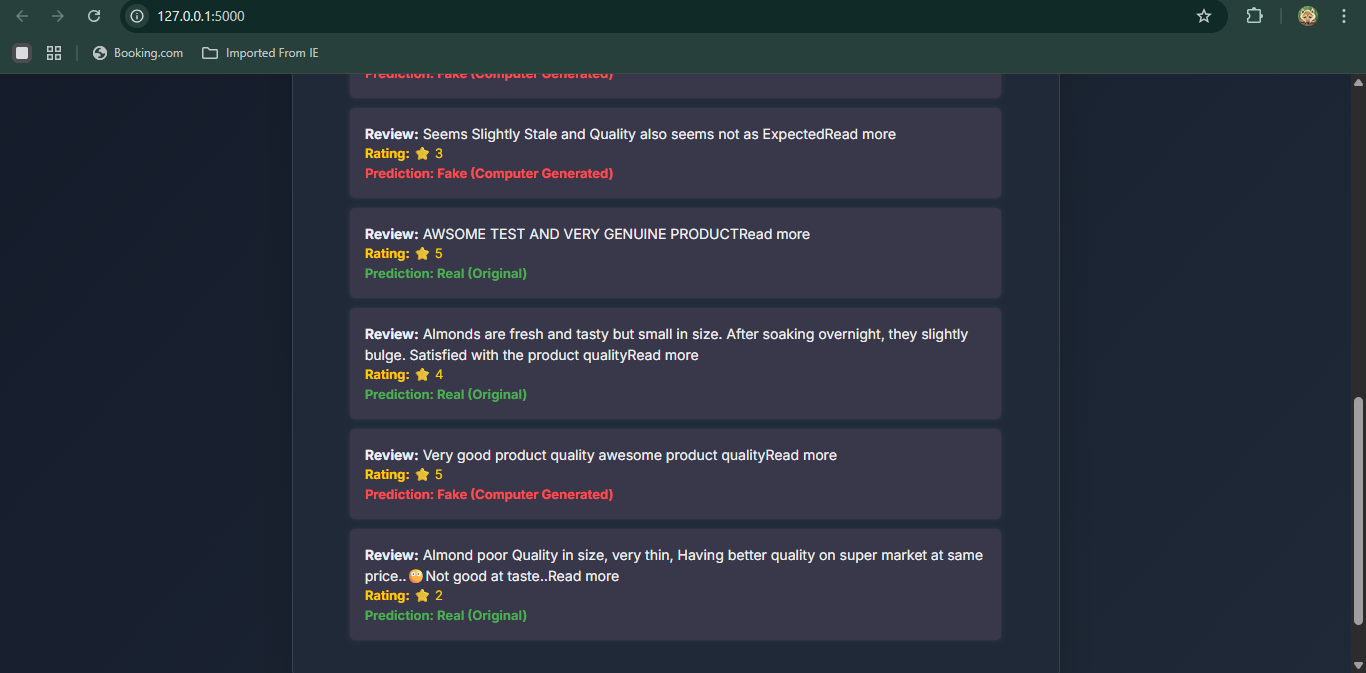 127.0.0.1:5000
Booking.com Imported From IE
Prediction: Fake (Computer Generated)
Review: Seems Slightly Stale and Quality also seems not as ExpectedRead more
Rating: ⭐ 3
Prediction: Fake (Computer Generated)
Review: AWSOME TEST AND VERY GENUINE PRODUCTRead more
Rating: ⭐ 5
Prediction: Real (Original)
Review: Almonds are fresh and tasty but small in size. After soaking overnight, they slightly
bulge. Satisfied with the product qualityRead more
Rating: ⭐ 4
Prediction: Real (Original)
Review: Very good product quality awesome product qualityRead more
Rating: ⭐ 5
Prediction: Fake (Computer Generated)
Review: Almond poor Quality in size, very thin, Having better quality on super market at same
price..😳Not good at taste..Read more
Rating: ⭐ 2
Prediction: Real (Original)